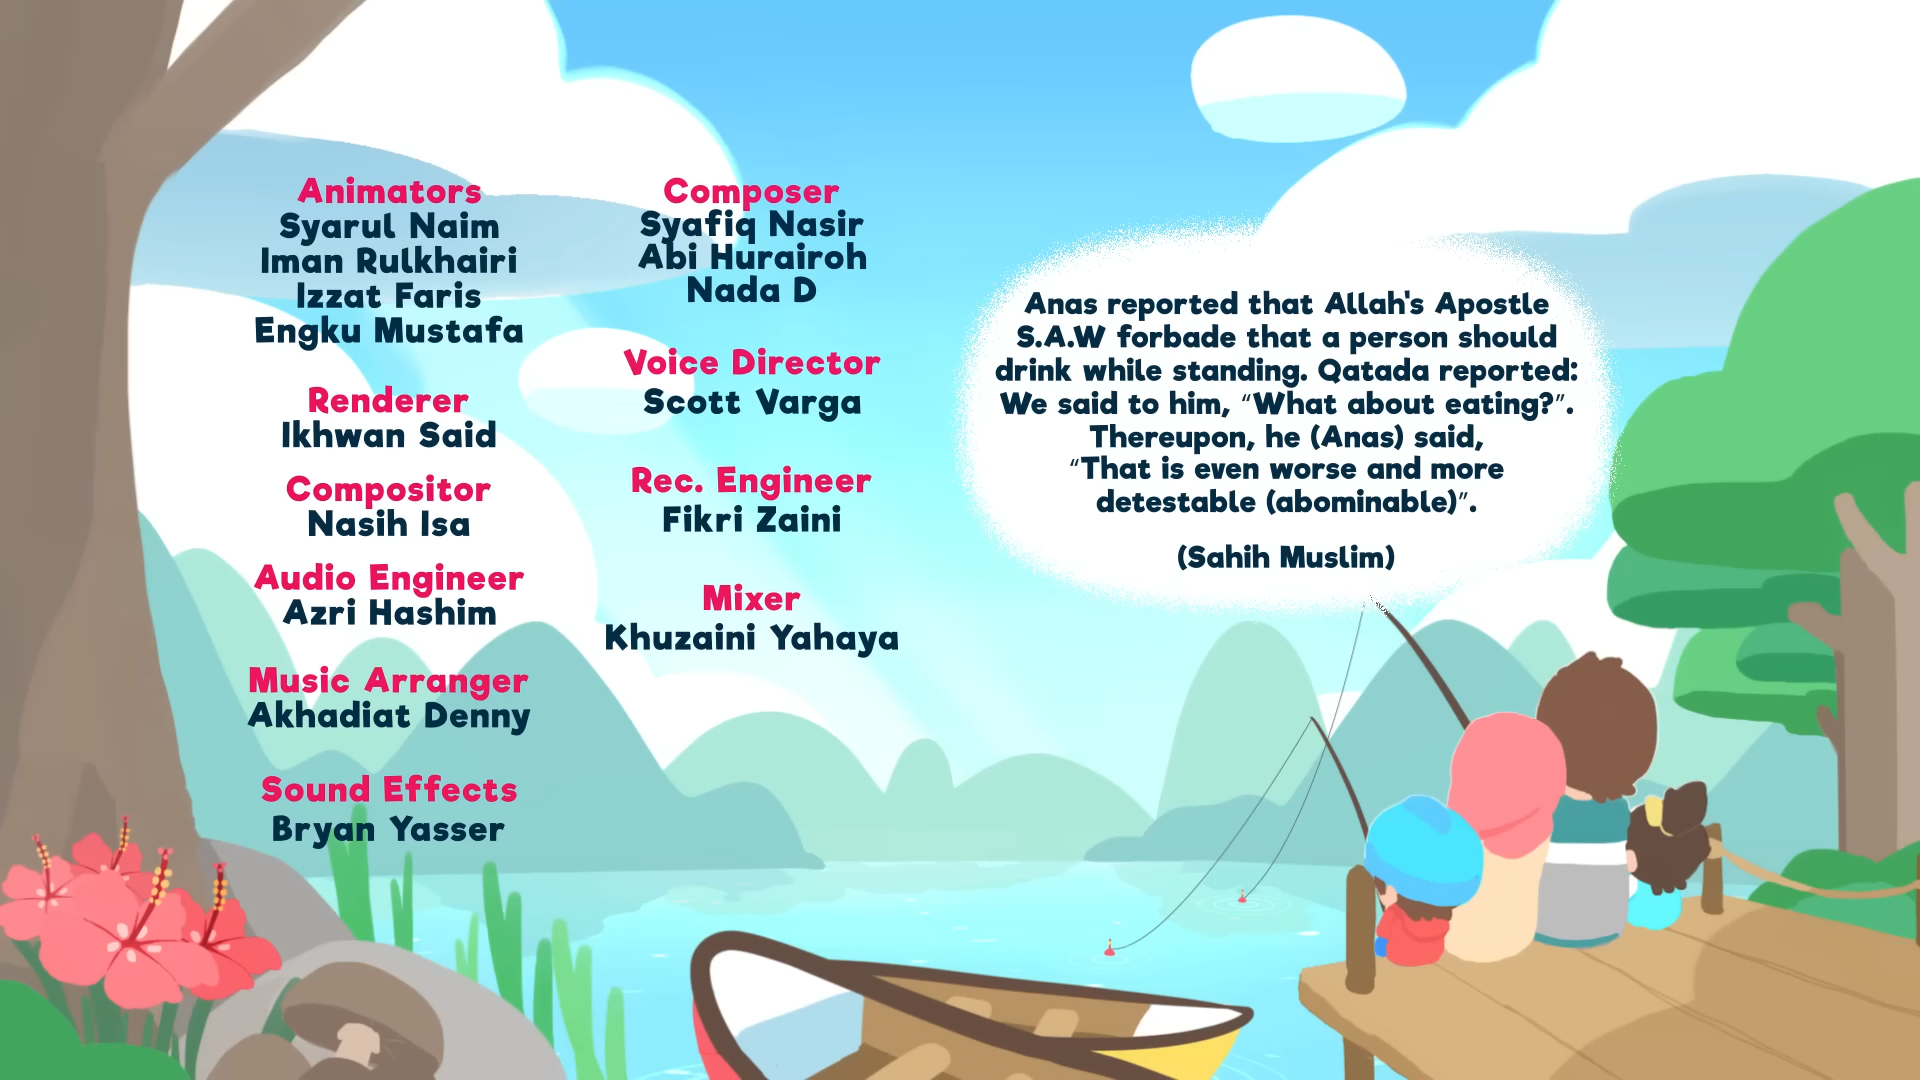 Animators
Syarul Naim
Iman Rulkhairi
Izzat Faris
Engku Mustafa
Renderer
Ikhwan Said
Compositor
Nasih Isa
Audio Engineer
Azri Hashim
Music Arranger
Akhadiat Denny
Sound Effects
Bryan Yasser
Composer
Syafiq Nasir
Abi Hurairoh
Nada D
Voice Director
Scott Varga
Rec. Engineer
Fikri Zaini
Mixer
Khuzaini Yahaya
Anas reported that Allah's Apostle
S.A.W forbade that a person should
drink while standing. Qatada reported:
We said to him, “What about eating?”.
Thereupon, he (Anas) said,
“That is even worse and more
detestable (abominable)”.
(Sahih Muslim)